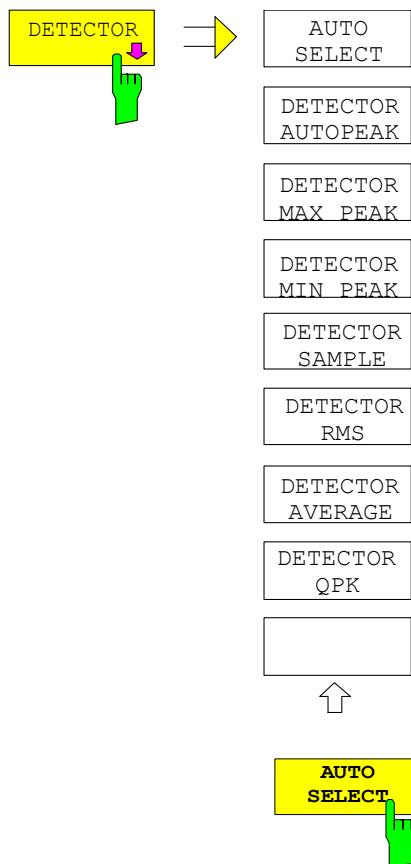 DETECTOR
AUTO
SELECT
DETECTOR
AUTOPEAK
DETECTOR
MAX PEAK
DETECTOR
MIN PEAK
DETECTOR
SAMPLE
DETECTOR
RMS
DETECTOR
AVERAGE
DETECTOR
QPK
AUTO
SELECT